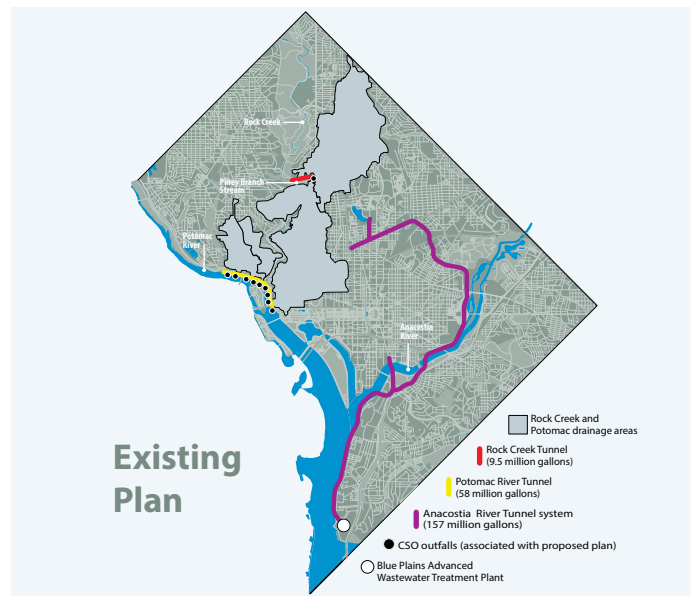 Rock Creek
Piney Branch
Stream
Potomac
River
Anacostia
River
Existing
Plan
Rock Creek and
Potomac drainage areas
Rock Creek Tunnel
(9.5 million gallons)
Potomac River Tunnel
(58 million gallons)
Anacostia River Tunnel system
(157 million gallons)
CSO outfalls (associated with proposed plan)
Blue Plains Advanced
Wastewater Treatment Plant